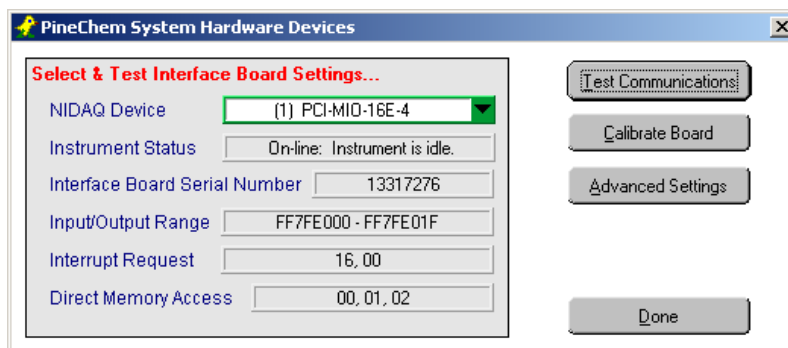 PineChem System Hardware Devices
Select & Test Interface Board Settings...
NIDAQ Device (1) PCI-MIO-16E-4
Instrument Status On-line: Instrument is idle.
Interface Board Serial Number 13317276
Input/Output Range FF7FE000 - FF7FE01F
Interrupt Request 16, 00
Direct Memory Access 00, 01, 02
Test Communications
Calibrate Board
Advanced Settings
Done